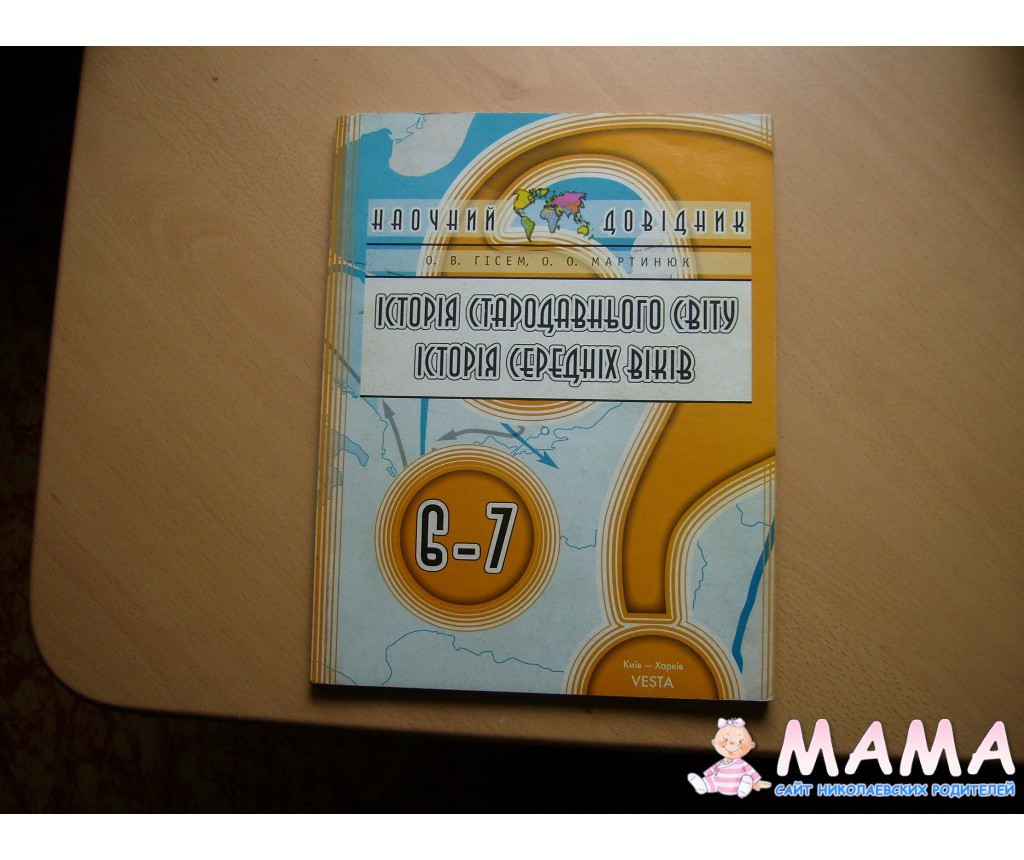 НАОЧНИЙ ДОВІДНИК
О. В. ГІСЕМ, О. О. МАРТИНЮК
ІСТОРІЯ СТАРОДАВНЬОГО СВІТУ
ІСТОРІЯ СЕРЕДНІХ ВІКІВ
6-7
Київ — Харків
VESTA
МАМА
САЙТ НИКОЛАЕВСКИХ РОДИТЕЛЕЙ